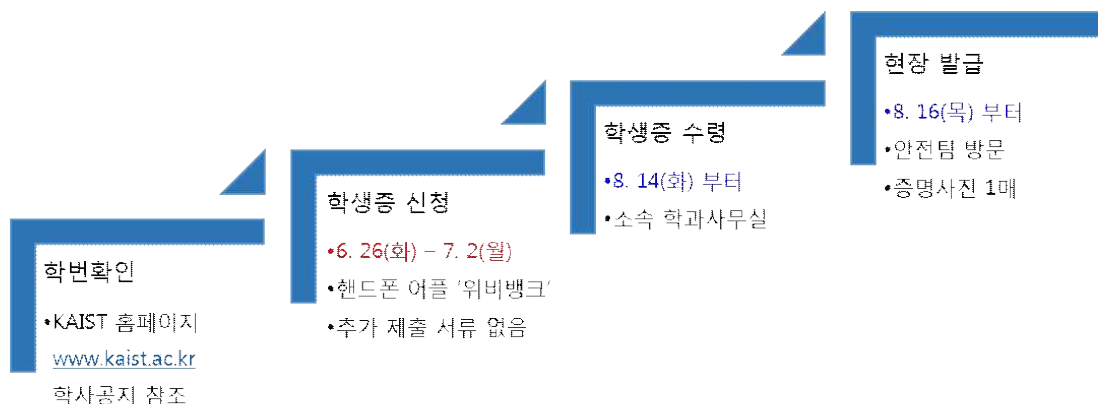 학번확인
•KAIST 홈페이지
www.kaist.ac.kr
학사공지 참조
학생증 신청
•6. 26(화) – 7. 2(월)
•핸드폰 어플 '위비뱅크'
•추가 제출 서류 없음
학생증 수령
•8. 14(화) 부터
•소속 학과사무실
현장 발급
•8. 16(목) 부터
•안전팀 방문
•증명사진 1매